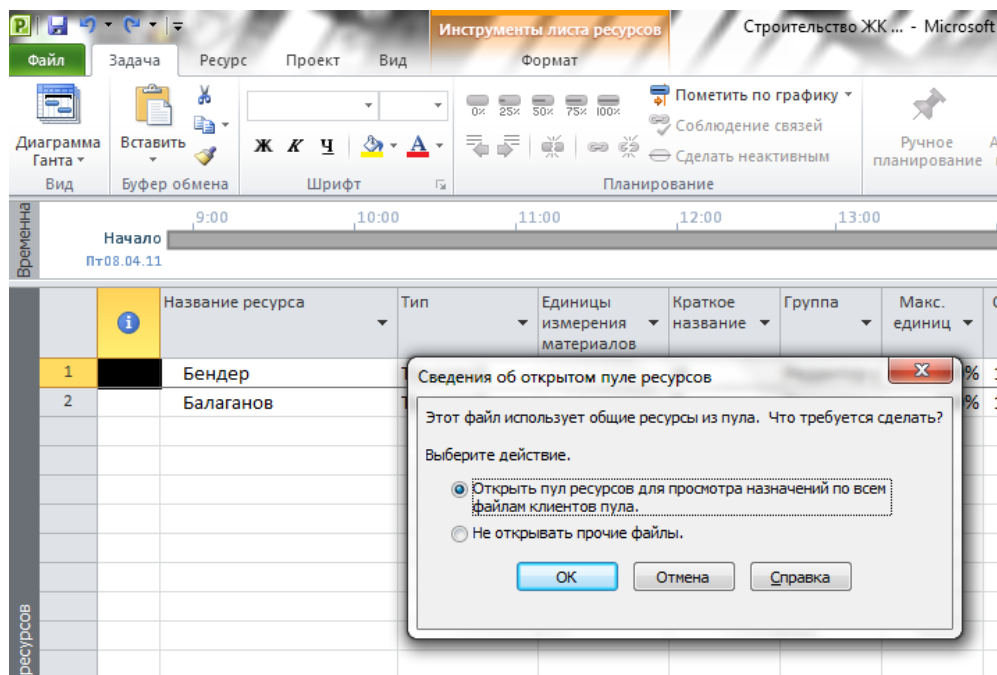 Инструменты листа ресурсов
Строительство ЖК ... - Microsoft
Файл Задача Ресурс Проект Вид Формат
0% 25% 50% 75% 100%
Пометить по графику
Соблюдение связей
Сделать неактивным
Диаграмма Ганта
Вставить
Ж К Ч А
Ручное планирование
Вид Буфер обмена Шрифт Планирование
Временна
9:00 10:00 11:00 12:00 13:00
Начало
Пт08.04.11
Название ресурса
Тип
Единицы измерения материалов
Краткое название
Группа
Макс. единиц
1 Бендер
2 Балаганов
Сведения об открытом пуле ресурсов
Этот файл использует общие ресурсы из пула. Что требуется сделать?
Выберите действие.
Открыть пул ресурсов для просмотра назначений по всем
файлам клиентов пула.
Не открывать прочие файлы.
ОК Отмена Справка
ресурсов